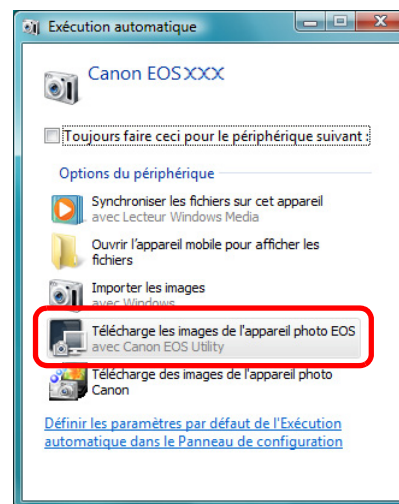 Exécution automatique
Canon EOS XXX
Toujours faire ceci pour le périphérique suivant :
Options du périphérique
Synchroniser les fichiers sur cet appareil
avec Lecteur Windows Media
Ouvrir l'appareil mobile pour afficher les
fichiers
Importer les images
avec Windows
Télécharge les images de l'appareil photo EOS
avec Canon EOS Utility
Télécharge des images de l'appareil photo
Canon
Définir les paramètres par défaut de l'Exécution
automatique dans le Panneau de configuration